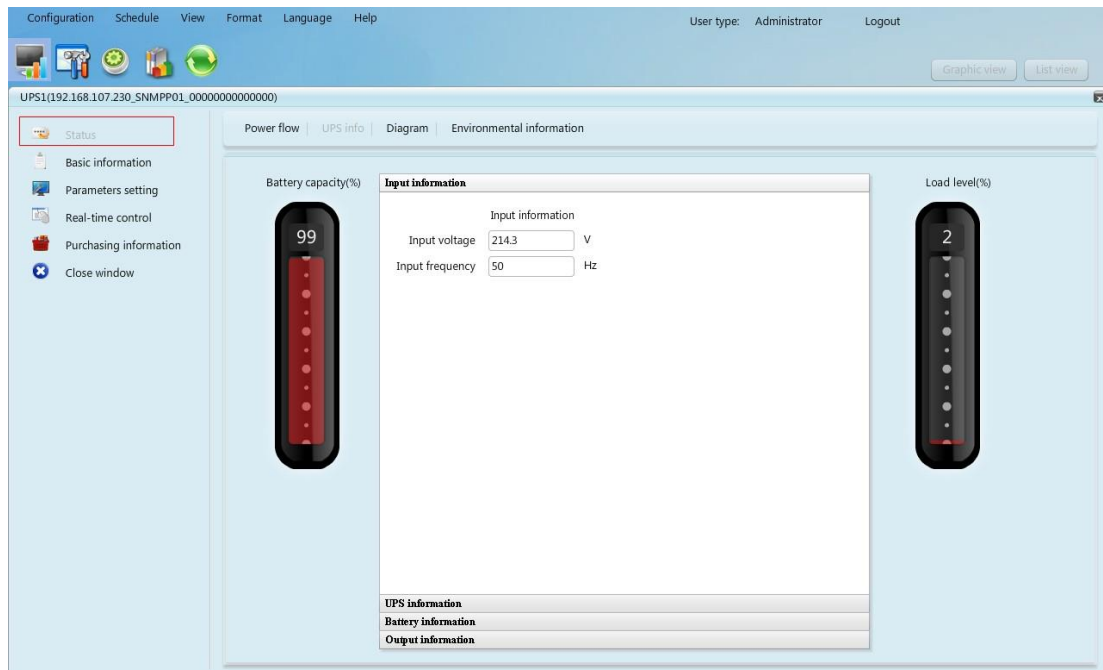 Configuration Schedule View Format Language Help User type: Administrator Logout
Graphic view List view
UPS1(192.168.107.230_SNMPP01_00000000000000)
Status
Basic information
Parameters setting
Real-time control
Purchasing information
Close window
Power flow UPS info Diagram Environmental information
Battery capacity(%)
99
Input information
Input information
Input voltage 214.3 V
Input frequency 50 Hz
UPS information
Battery information
Output information
Load level(%)
2